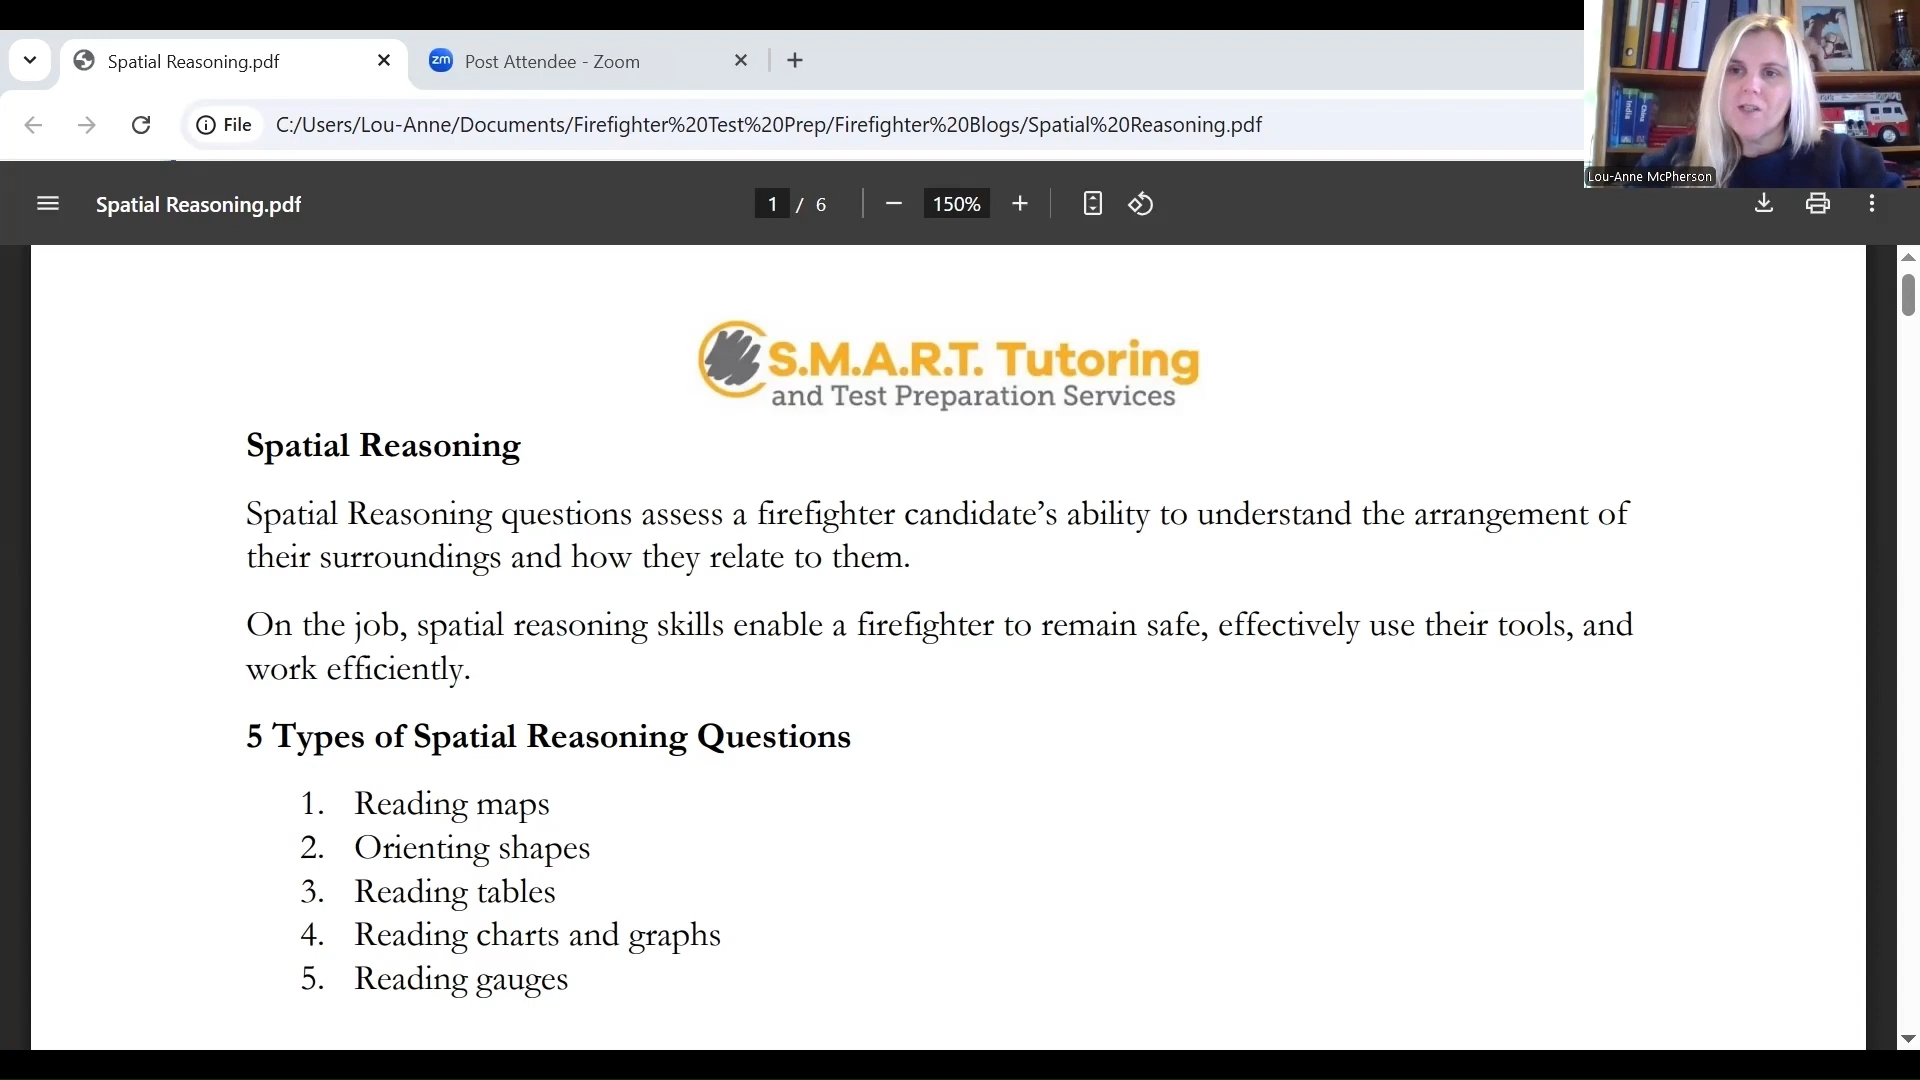 Spatial Reasoning.pdf
zm Post Attendee - Zoom
File C:/Users/Lou-Anne/Documents/Firefighter%20Test%20Prep/Firefighter%20Blogs/Spatial%20Reasoning.pdf
India
China
Lou-Anne McPherson
Spatial Reasoning.pdf
1 / 6
150%
S.M.A.R.T. Tutoring
and Test Preparation Services
Spatial Reasoning
Spatial Reasoning questions assess a firefighter candidate’s ability to understand the arrangement of
their surroundings and how they relate to them.
On the job, spatial reasoning skills enable a firefighter to remain safe, effectively use their tools, and
work efficiently.
5 Types of Spatial Reasoning Questions
1. Reading maps
2. Orienting shapes
3. Reading tables
4. Reading charts and graphs
5. Reading gauges